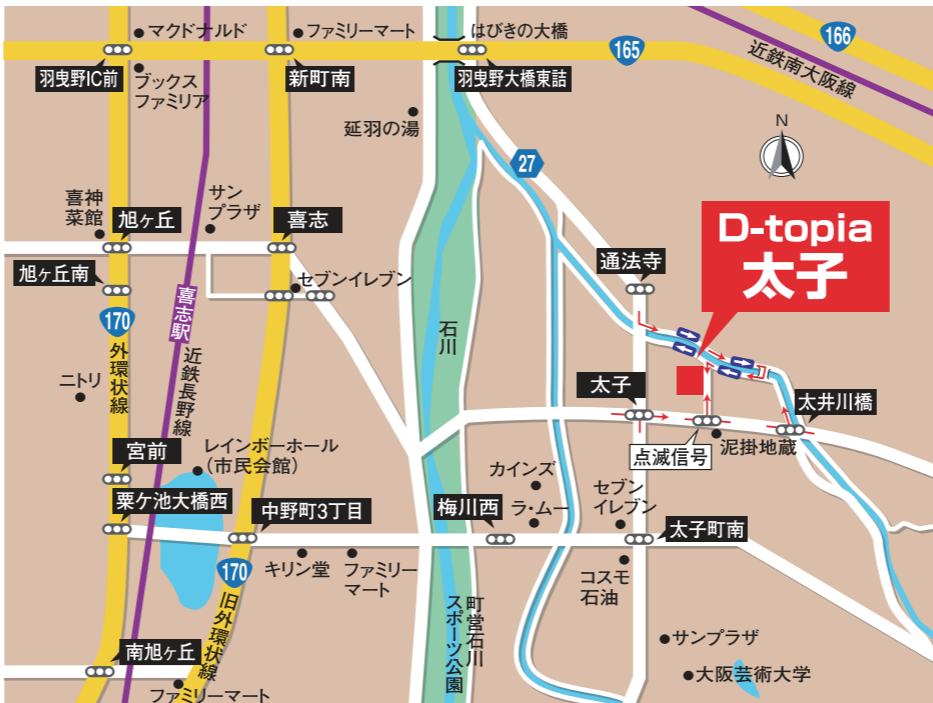 マクドナルド
ファミリーマート
はびきの大橋
166
165
近鉄南大阪線
羽曳野IC前
ブックス
ファミリア
新町南
羽曳野大橋東詰
延羽の湯
N
27
喜神
菜館
旭ヶ丘
サン
プラザ
喜志
D-topia
太子
通法寺
旭ヶ丘南
セブンイレブン
170
外環状線
喜志駅
近鉄長野線
石川
ニトリ
太子
太井川橋
点滅信号
泥掛地蔵
宮前
レインボーホール
（市民会館）
カインズ
ラ・ムー
セブン
イレブン
粟ケ池大橋西
中野町3丁目
梅川西
太子町南
キリン堂
ファミリー
マート
コスモ
石油
170
旧外環状線
町営石川
スポーツ公園
サンプラザ
大阪芸術大学
南旭ヶ丘
ファミリーマート